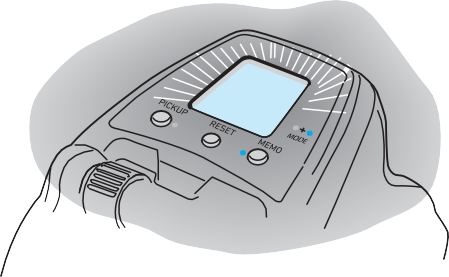 PICKUP
RESET
MEMO
+
MODE